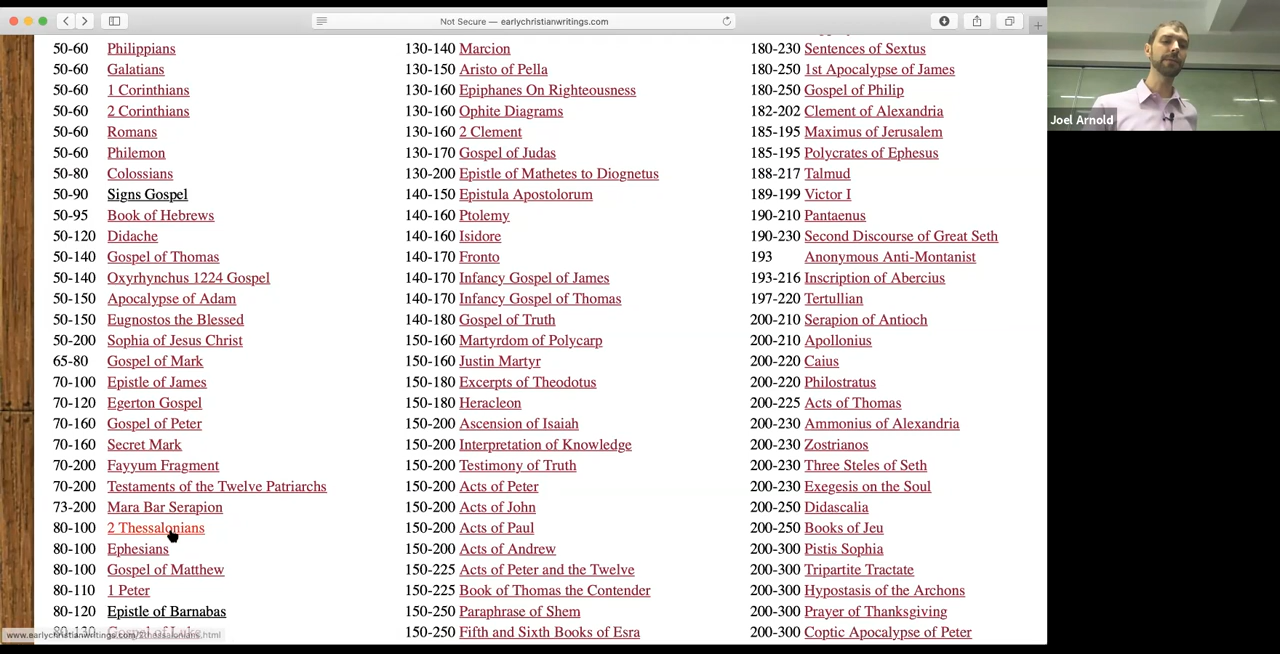 Not Secure — earlychristianwritings.com
50-60 Philippians
50-60 Galatians
50-60 1 Corinthians
50-60 2 Corinthians
50-60 Romans
50-60 Philemon
50-80 Colossians
50-90 Signs Gospel
50-95 Book of Hebrews
50-120 Didache
50-140 Gospel of Thomas
50-140 Oxyrhynchus 1224 Gospel
50-150 Apocalypse of Adam
50-150 Eugnostos the Blessed
50-200 Sophia of Jesus Christ
65-80 Gospel of Mark
70-100 Epistle of James
70-120 Egerton Gospel
70-160 Gospel of Peter
70-160 Secret Mark
70-200 Fayyum Fragment
70-200 Testaments of the Twelve Patriarchs
73-200 Mara Bar Serapion
80-100 2 Thessalonians
80-100 Ephesians
80-100 Gospel of Matthew
80-110 1 Peter
80-120 Epistle of Barnabas
80-130 Gospel of Luke
www.earlychristianwritings.com/2thessalonians.html
130-140 Marcion
130-150 Aristo of Pella
130-160 Epiphanes On Righteousness
130-160 Ophite Diagrams
130-160 2 Clement
130-170 Gospel of Judas
130-200 Epistle of Mathetes to Diognetus
140-150 Epistula Apostolorum
140-160 Ptolemy
140-160 Isidore
140-170 Fronto
140-170 Infancy Gospel of James
140-170 Infancy Gospel of Thomas
140-180 Gospel of Truth
150-160 Martyrdom of Polycarp
150-160 Justin Martyr
150-180 Excerpts of Theodotus
150-180 Heracleon
150-200 Ascension of Isaiah
150-200 Interpretation of Knowledge
150-200 Testimony of Truth
150-200 Acts of Peter
150-200 Acts of John
150-200 Acts of Paul
150-200 Acts of Andrew
150-225 Acts of Peter and the Twelve
150-225 Book of Thomas the Contender
150-250 Paraphrase of Shem
150-250 Fifth and Sixth Books of Esra
180-230 Sentences of Sextus
180-250 1st Apocalypse of James
180-250 Gospel of Philip
182-202 Clement of Alexandria
185-195 Maximus of Jerusalem
185-195 Polycrates of Ephesus
188-217 Talmud
189-199 Victor I
190-210 Pantaenus
190-230 Second Discourse of Great Seth
193 Anonymous Anti-Montanist
193-216 Inscription of Abercius
197-220 Tertullian
200-210 Serapion of Antioch
200-210 Apollonius
200-220 Caius
200-220 Philostratus
200-225 Acts of Thomas
200-230 Ammonius of Alexandria
200-230 Zostrianos
200-230 Three Steles of Seth
200-230 Exegesis on the Soul
200-250 Didascalia
200-250 Books of Jeu
200-300 Pistis Sophia
200-300 Tripartite Tractate
200-300 Hypostasis of the Archons
200-300 Prayer of Thanksgiving
200-300 Coptic Apocalypse of Peter
Joel Arnold